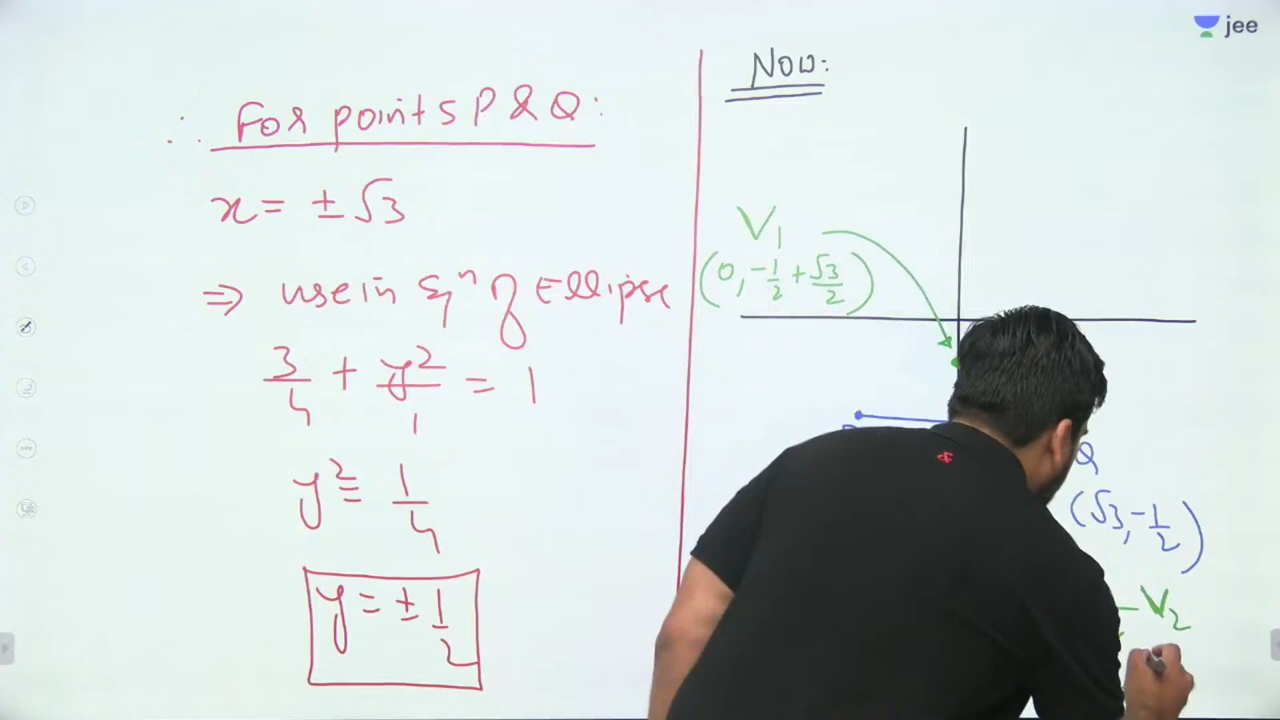 jee
∴ For points P & Q:
x = ± √3
⇒ use in Eqⁿ of Ellipse
3/4 + y²/1 = 1
y² = 1/4
y = ± 1/2
Now:
V₁
(0, -1/2 + √3/2)
Q
(√3, -1/2)
V₂